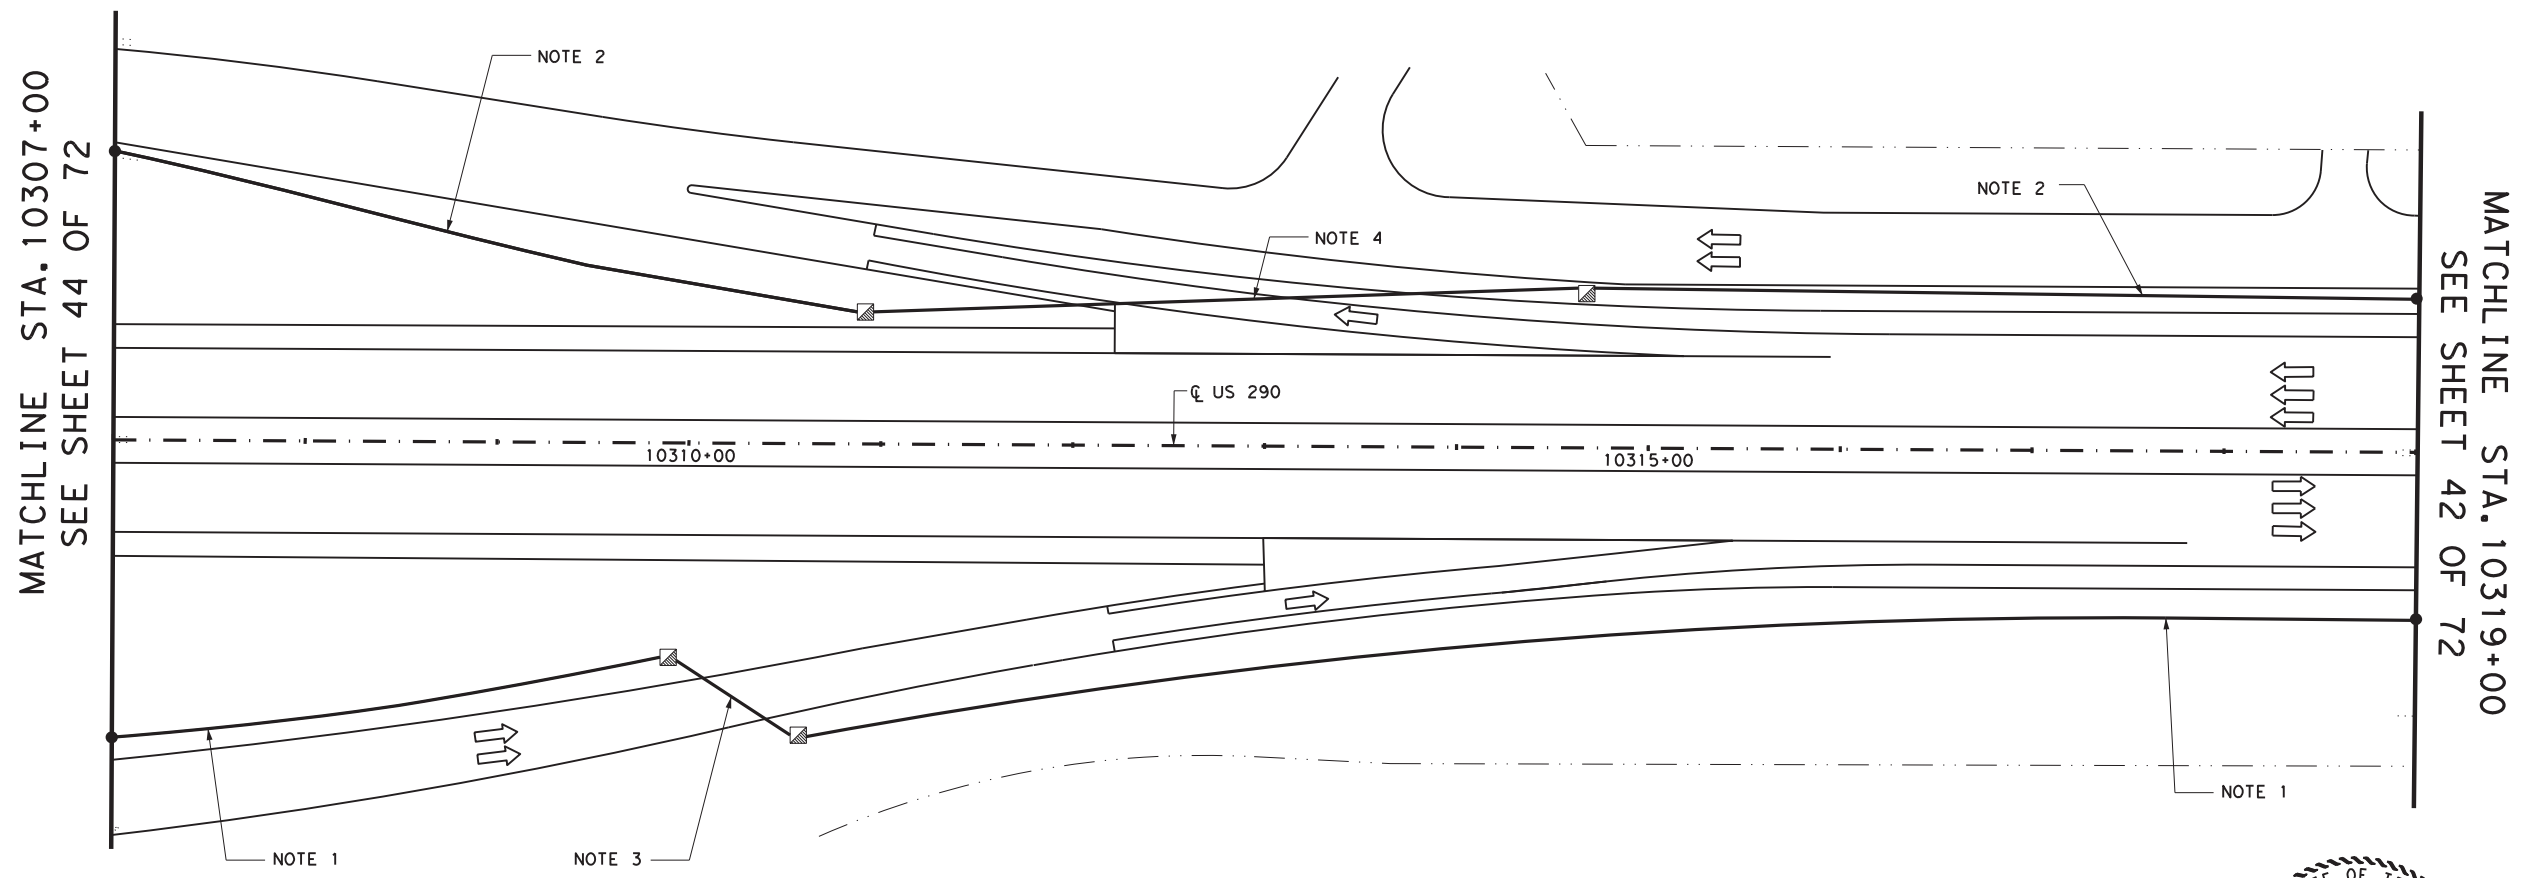 MATCHLINE STA. 10307+00
SEE SHEET 44 OF 72
NOTE 2
NOTE 4
NOTE 2
℄ US 290
10310+00
10315+00
NOTE 1
NOTE 3
NOTE 1
MATCHLINE STA. 10319+00
SEE SHEET 42 OF 72
OF